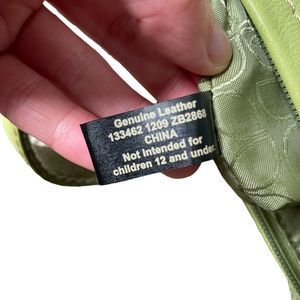 Genuine Leather
133462 1209 ZB2868
CHINA
Not intended for
children 12 and under